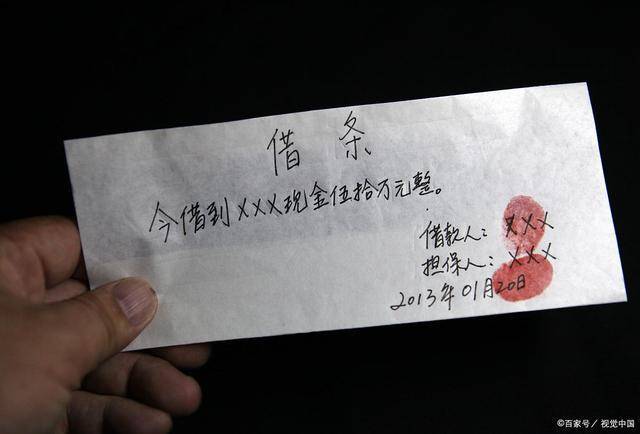 借条
今借到XXX现金伍拾万元整。
借款人：XXX
担保人：XXX
2013年01月20日
©百家号／视觉中国